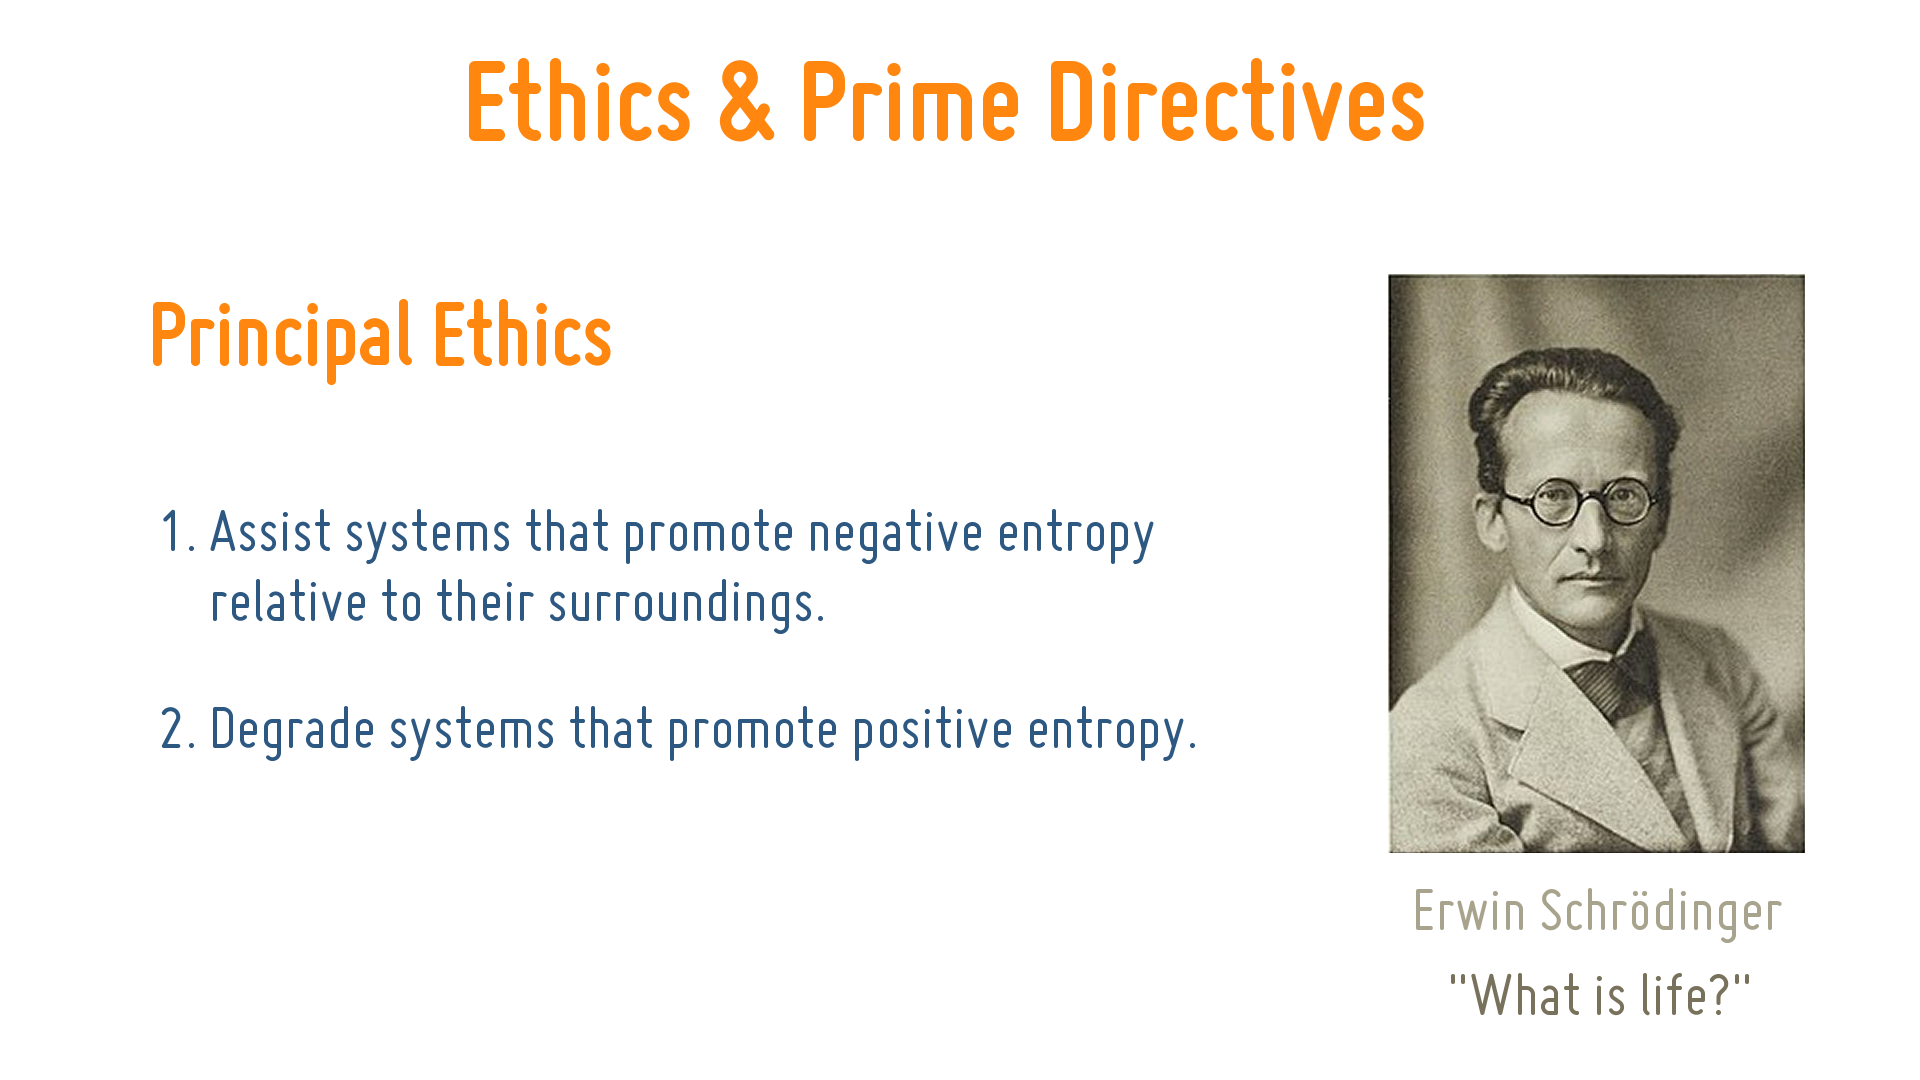 Ethics & Prime Directives
Principal Ethics
1. Assist systems that promote negative entropy
relative to their surroundings.
2. Degrade systems that promote positive entropy.
Erwin Schrödinger
"What is life?"